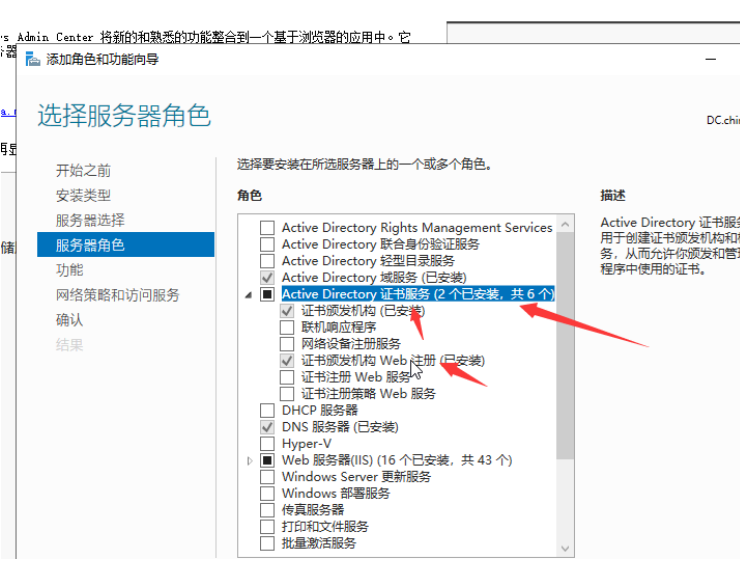 s Admin Center 将新的和熟悉的功能整合到一个基于浏览器的应用中。它
添加角色和功能向导
选择服务器角色
DC.chin
开始之前
安装类型
服务器选择
服务器角色
功能
网络策略和访问服务
确认
结果
选择要安装在所选服务器上的一个或多个角色。
角色
Active Directory Rights Management Services
Active Directory 联合身份验证服务
Active Directory 轻型目录服务
Active Directory 域服务 (已安装)
Active Directory 证书服务 (2 个已安装，共 6 个)
证书颁发机构 (已安装)
联机响应程序
网络设备注册服务
证书颁发机构 Web 注册 (已安装)
证书注册 Web 服务
证书注册策略 Web 服务
DHCP 服务器
DNS 服务器 (已安装)
Hyper-V
Web 服务器(IIS) (16 个已安装，共 43 个)
Windows Server 更新服务
Windows 部署服务
传真服务器
打印和文件服务
批量激活服务
描述
Active Directory 证书服务
用于创建证书颁发机构和
务，从而允许你颁发和管理
程序中使用的证书。